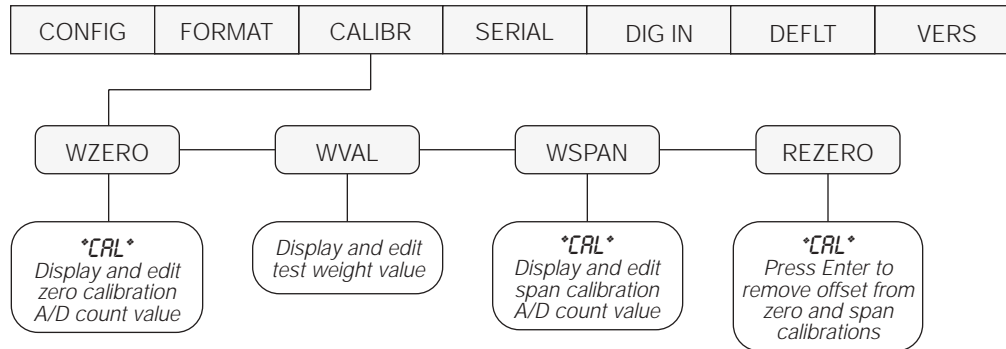 CONFIG FORMAT CALIBR SERIAL DIG IN DEFLT VERS
WZERO WVAL WSPAN REZERO
*CAL*
Display and edit
zero calibration
A/D count value
Display and edit
test weight value
*CAL*
Display and edit
span calibration
A/D count value
*CAL*
Press Enter to
remove offset from
zero and span
calibrations